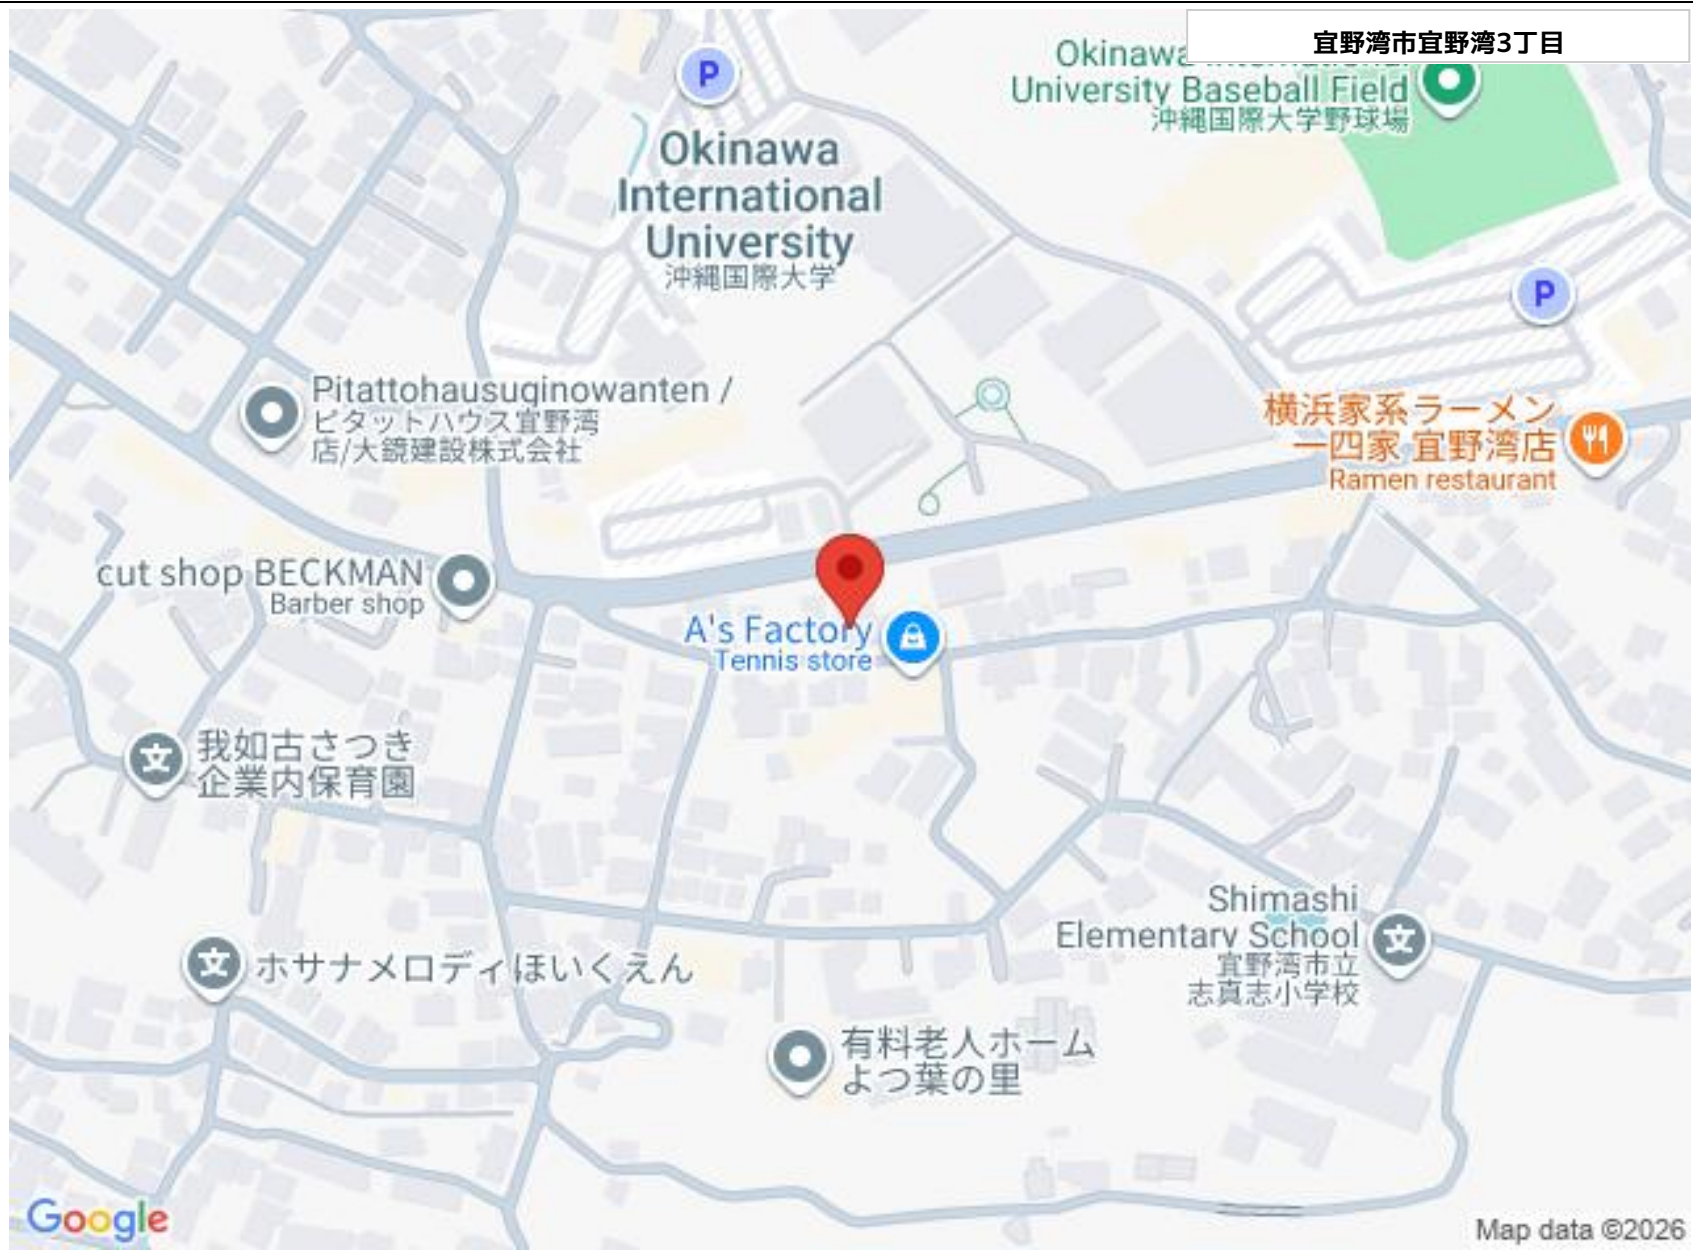 宜野湾市宜野湾3丁目
P
Okinawa International
University Baseball Field
沖縄国際大学野球場
Okinawa
International
University
沖縄国際大学
P
Pitattohausuginowanten /
ピタットハウス宜野湾
店/大鏡建設株式会社
横浜家系ラーメン
一四家 宜野湾店
Ramen restaurant
cut shop BECKMAN
Barber shop
A's Factory
Tennis store
我如古さつき
企業内保育園
文
Shimashi
Elementary School
宜野湾市立
志真志小学校
文
文
ホサナメロディほいくえん
有料老人ホーム
よつ葉の里
Google
Map data ©2026